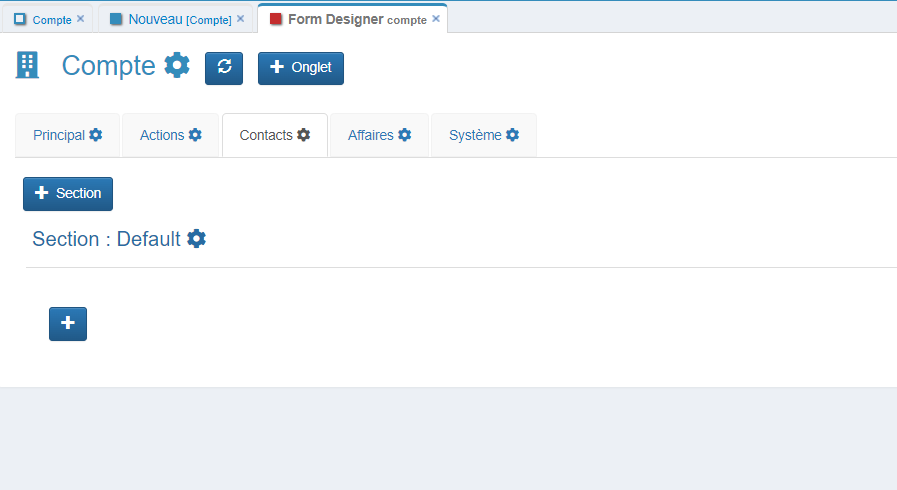 Compte × Nouveau [Compte] × Form Designer compte ×
Compte + Onglet
Principal Actions Contacts Affaires Système
+ Section
Section : Default
+